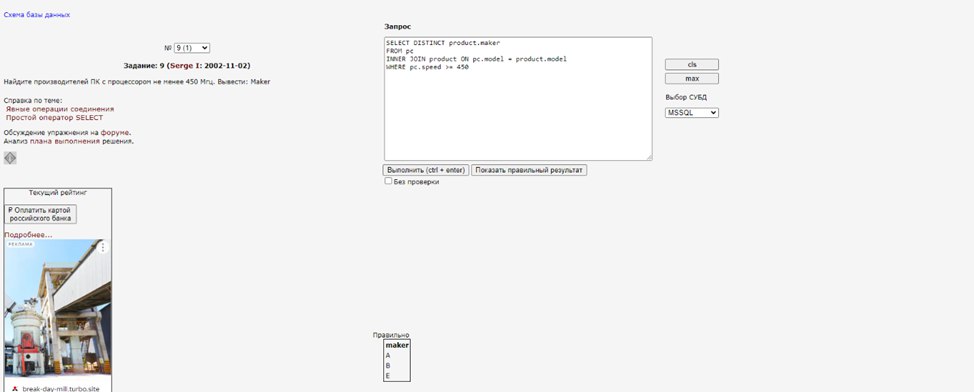 Схема базы данных
№ 9 (1)
Задание: 9 (Serge I: 2002-11-02)
Найдите производителей ПК с процессором не менее 450 Мгц. Вывести: Maker
Справка по теме:
Явные операции соединения
Простой оператор SELECT
Обсуждение упражнения на форуме.
Анализ плана выполнения решения.
Текущий рейтинг
₽ Оплатить картой
российского банка
Подробнее...
РЕКЛАМА
break-day-mill.turbo.site
Запрос
SELECT DISTINCT product.maker
FROM pc
INNER JOIN product ON pc.model = product.model
WHERE pc.speed >= 450
Выполнить (ctrl + enter) Показать правильный результат
Без проверки
cls
max
Выбор СУБД
MSSQL
Правильно
maker
A
B
E